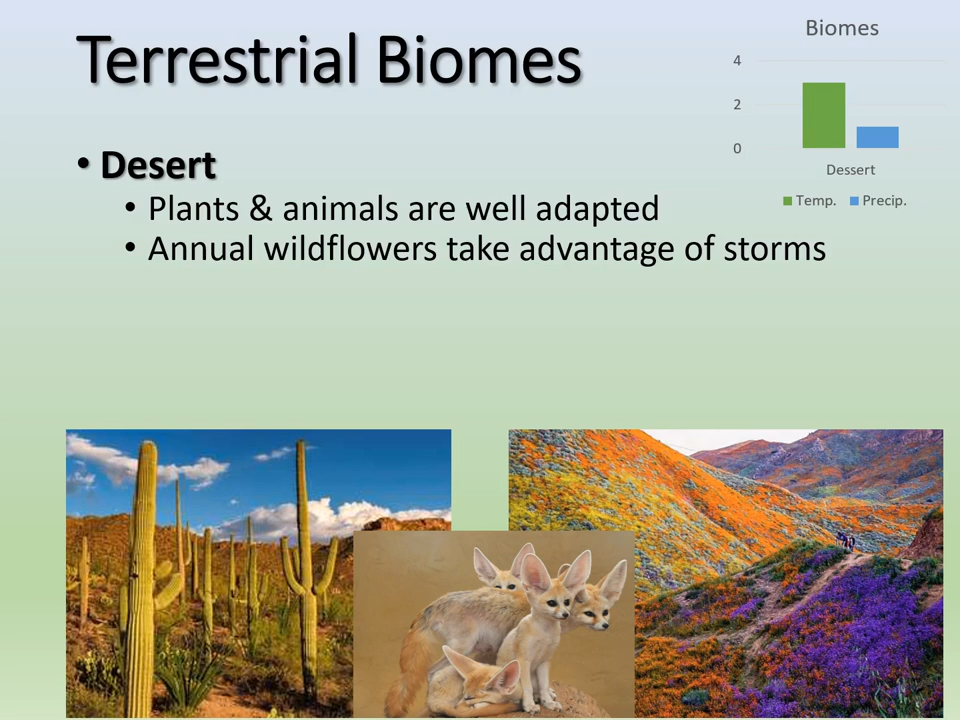 Terrestrial Biomes
• Desert
• Plants & animals are well adapted
• Annual wildflowers take advantage of storms
Biomes
4
2
0
Dessert
Temp. Precip.